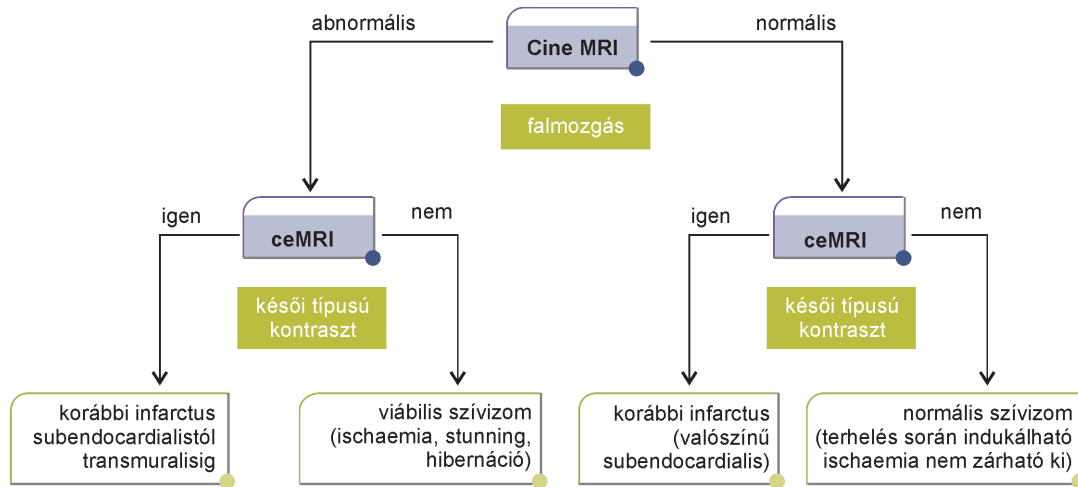 abnormális
Cine MRI
normális
falmozgás
igen
ceMRI
nem
igen
ceMRI
nem
késői típusú
kontraszt
késői típusú
kontraszt
korábbi infarctus
subendocardialistól
transmuralisig
viábilis szívizom
(ischaemia, stunning,
hibernáció)
korábbi infarctus
(valószínű
subendocardialis)
normális szívizom
(terhelés során indukálható
ischaemia nem zárható ki)